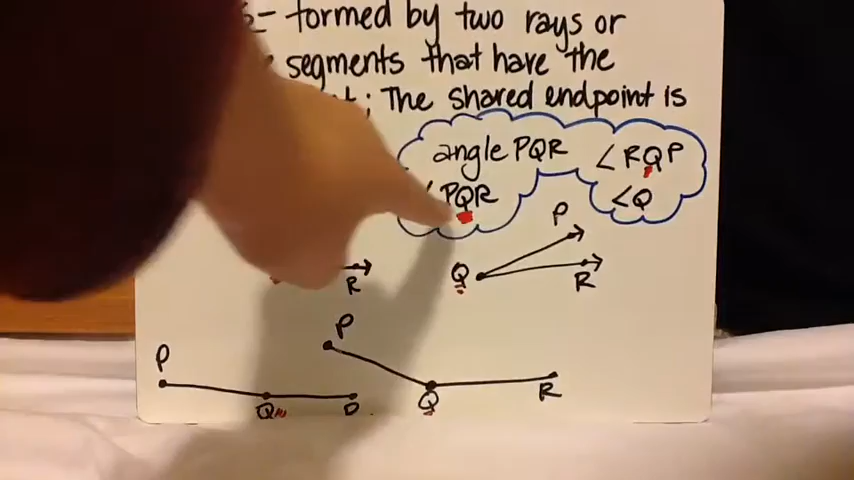 formed by two rays or
segments that have the
; The shared endpoint is
angle PQR ∠RQP
∠PQR ∠Q
P
Q R
R
P
P
Q D
Q R